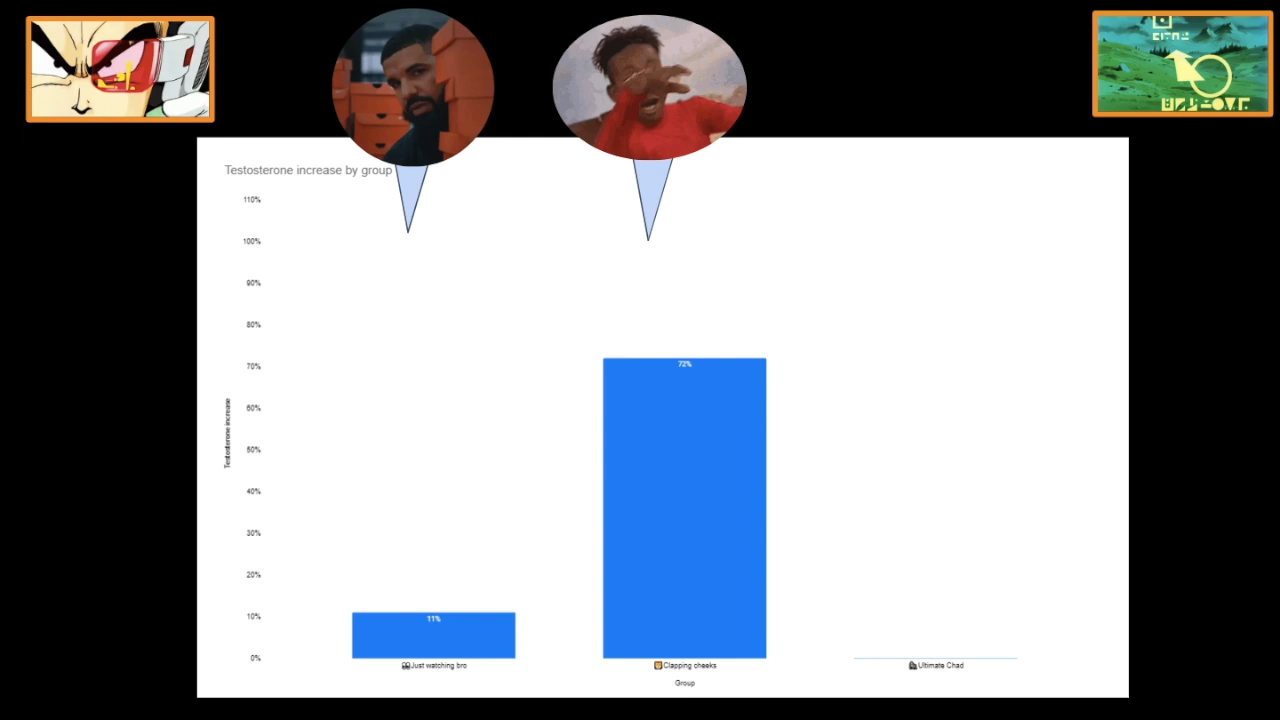 Testosterone increase by group
110%
100%
90%
80%
70%
60%
50%
40%
30%
20%
10%
0%
Testosterone increase
11%
72%
Just watching bro
Clapping cheeks
Ultimate Chad
Group